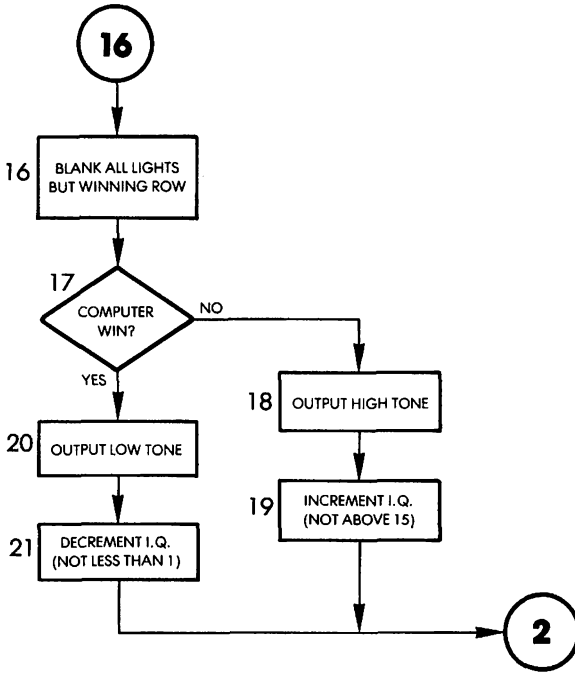 16
16
BLANK ALL LIGHTS
BUT WINNING ROW
17
COMPUTER
WIN?
NO
YES
18
OUTPUT HIGH TONE
20
OUTPUT LOW TONE
19
INCREMENT I.Q.
(NOT ABOVE 15)
21
DECREMENT I.Q.
(NOT LESS THAN 1)
2